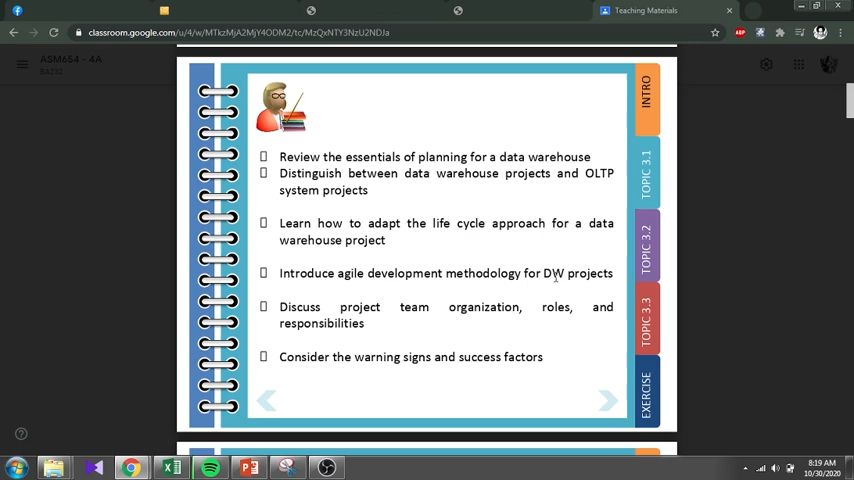 Teaching Materials
classroom.google.com/u/4/w/MTkzMjA2MjY4ODM2/tc/MzQxNTY3NzU2NDJa
ABP
ASM654 - 4A
BA232
INTRO
Review the essentials of planning for a data warehouse
Distinguish between data warehouse projects and OLTP
system projects
TOPIC 3.1
Learn how to adapt the life cycle approach for a data
warehouse project
TOPIC 3.2
Introduce agile development methodology for DW projects
Discuss project team organization, roles, and
responsibilities
TOPIC 3.3
Consider the warning signs and success factors
EXERCISE
8:19 AM
10/30/2020